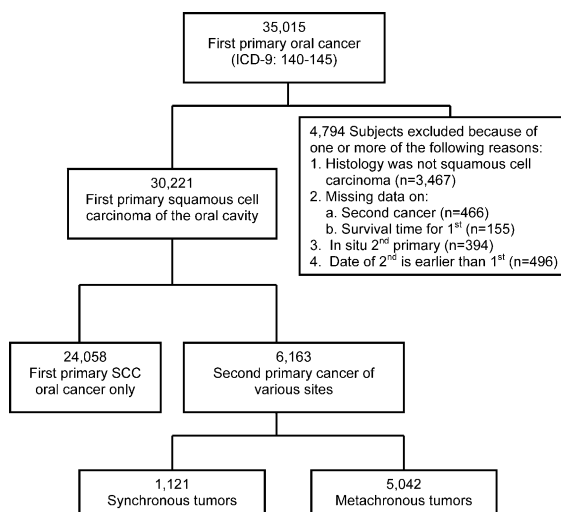 35,015
First primary oral cancer
(ICD-9: 140-145)
4,794 Subjects excluded because of
one or more of the following reasons:
1. Histology was not squamous cell
carcinoma (n=3,467)
2. Missing data on:
a. Second cancer (n=466)
b. Survival time for 1st (n=155)
3. In situ 2nd primary (n=394)
4. Date of 2nd is earlier than 1st (n=496)
30,221
First primary squamous cell
carcinoma of the oral cavity
24,058
First primary SCC
oral cancer only
6,163
Second primary cancer of
various sites
1,121
Synchronous tumors
5,042
Metachronous tumors